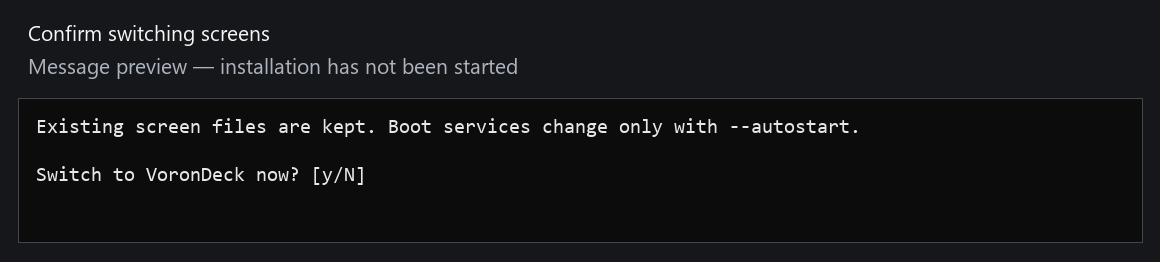 Confirm switching screens
Message preview — installation has not been started
Existing screen files are kept. Boot services change only with --autostart.
Switch to VoronDeck now? [y/N]